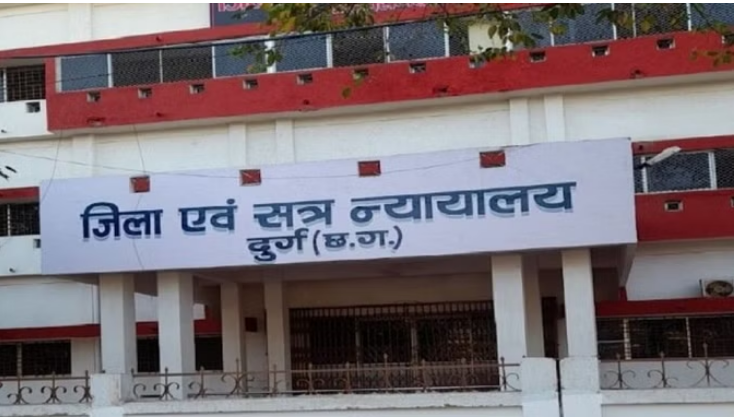 जिला एवं सत्र न्यायालय
दुर्ग (छ.ग.)